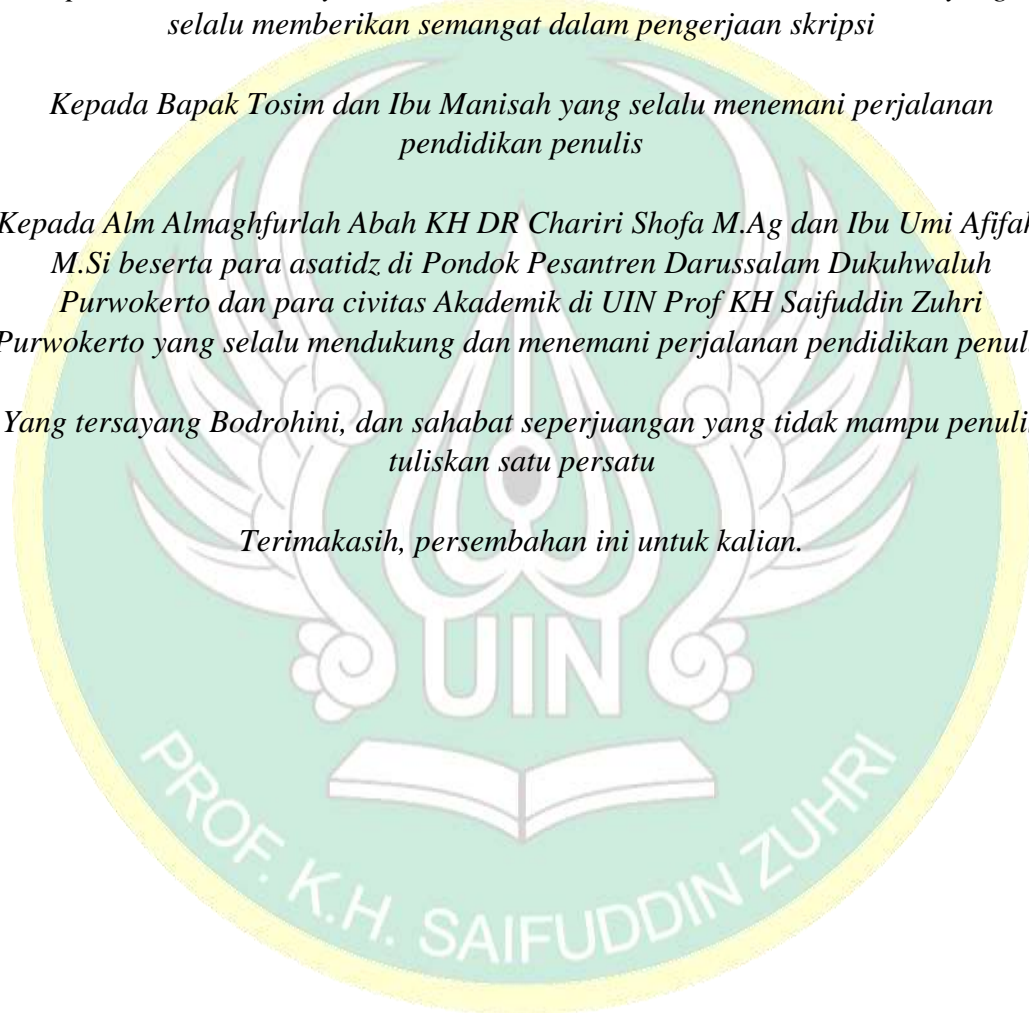 selalu memberikan semangat dalam pengerjaan skripsi
Kepada Bapak Tosim dan Ibu Manisah yang selalu menemani perjalanan
pendidikan penulis
Kepada Alm Almaghfurlah Abah KH DR Chariri Shofa M.Ag dan Ibu Umi Afifah
M.Si beserta para asatidz di Pondok Pesantren Darussalam Dukuhwaluh
Purwokerto dan para civitas Akademik di UIN Prof KH Saifuddin Zuhri
Purwokerto yang selalu mendukung dan menemani perjalanan pendidikan
Yang tersayang Bodrohini, dan sahabat seperjuangan yang tidak mampu
tuliskan satu persatu
Terimakasih, persembahan ini untuk kalian.
UIN
PROF. K.H. SAIFUDDIN ZUHRI